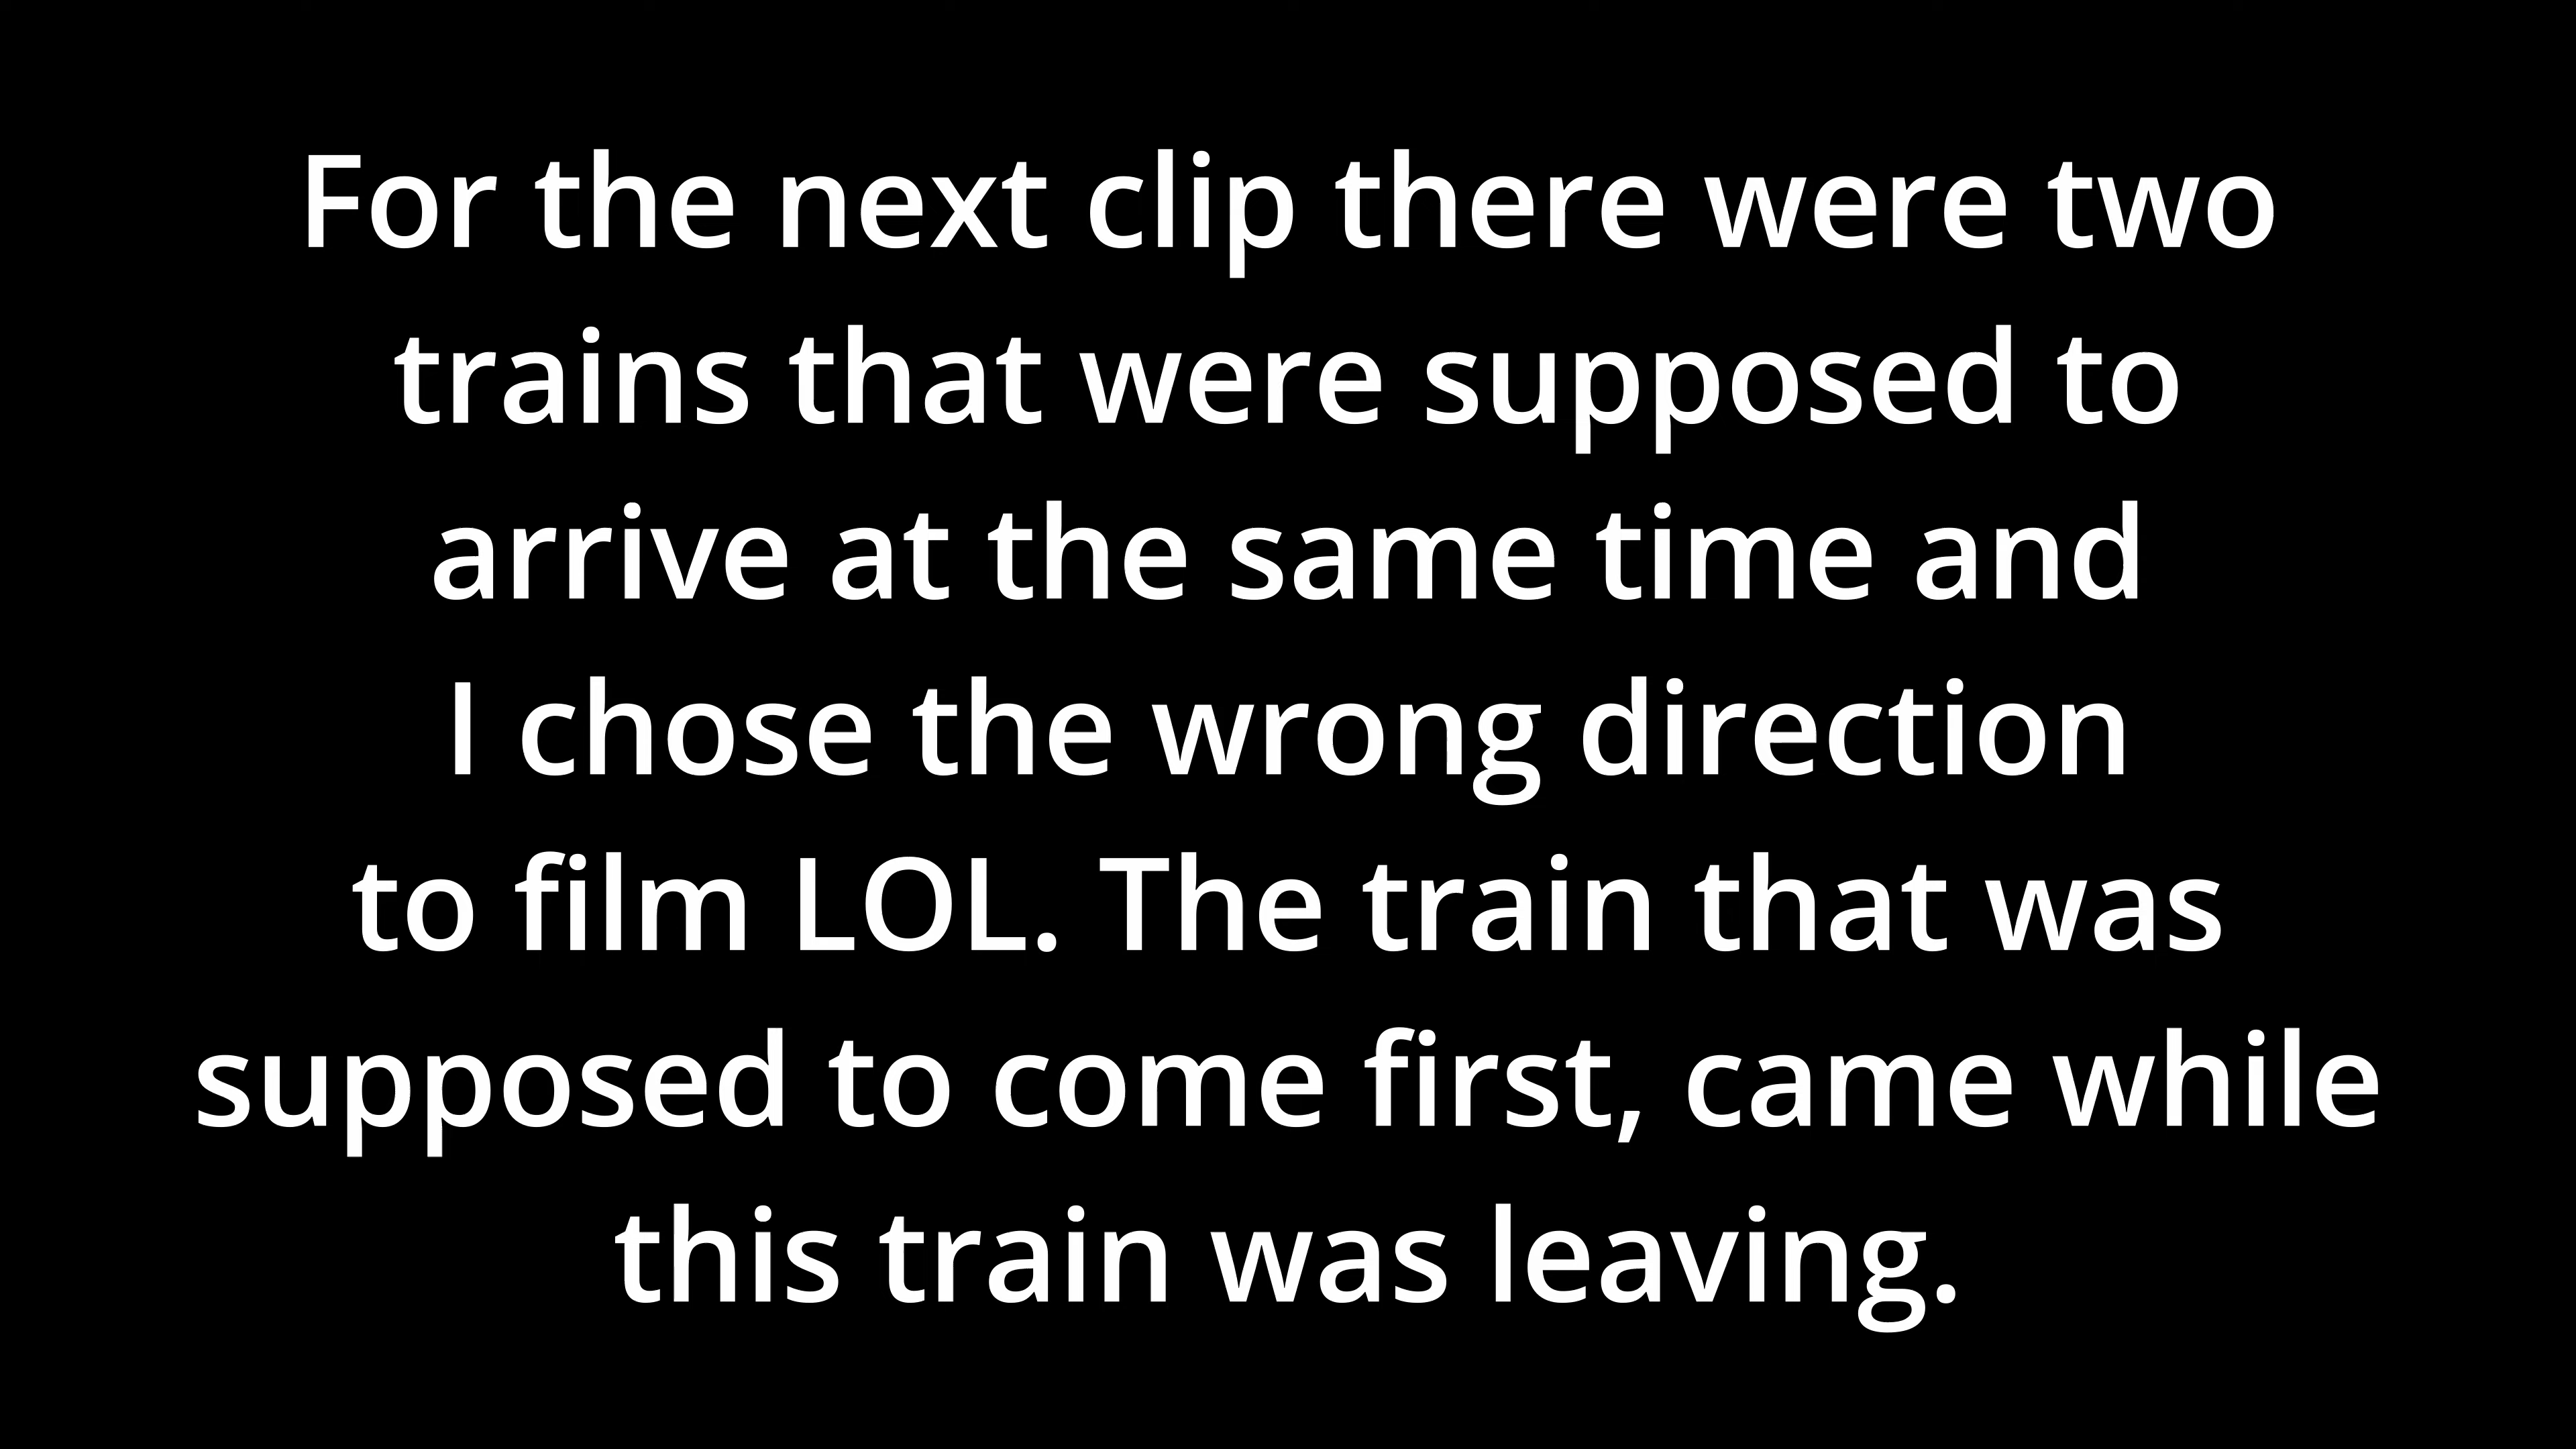 For the next clip there were two
trains that were supposed to
arrive at the same time and
I chose the wrong direction
to film LOL. The train that was
supposed to come first, came while
this train was leaving.